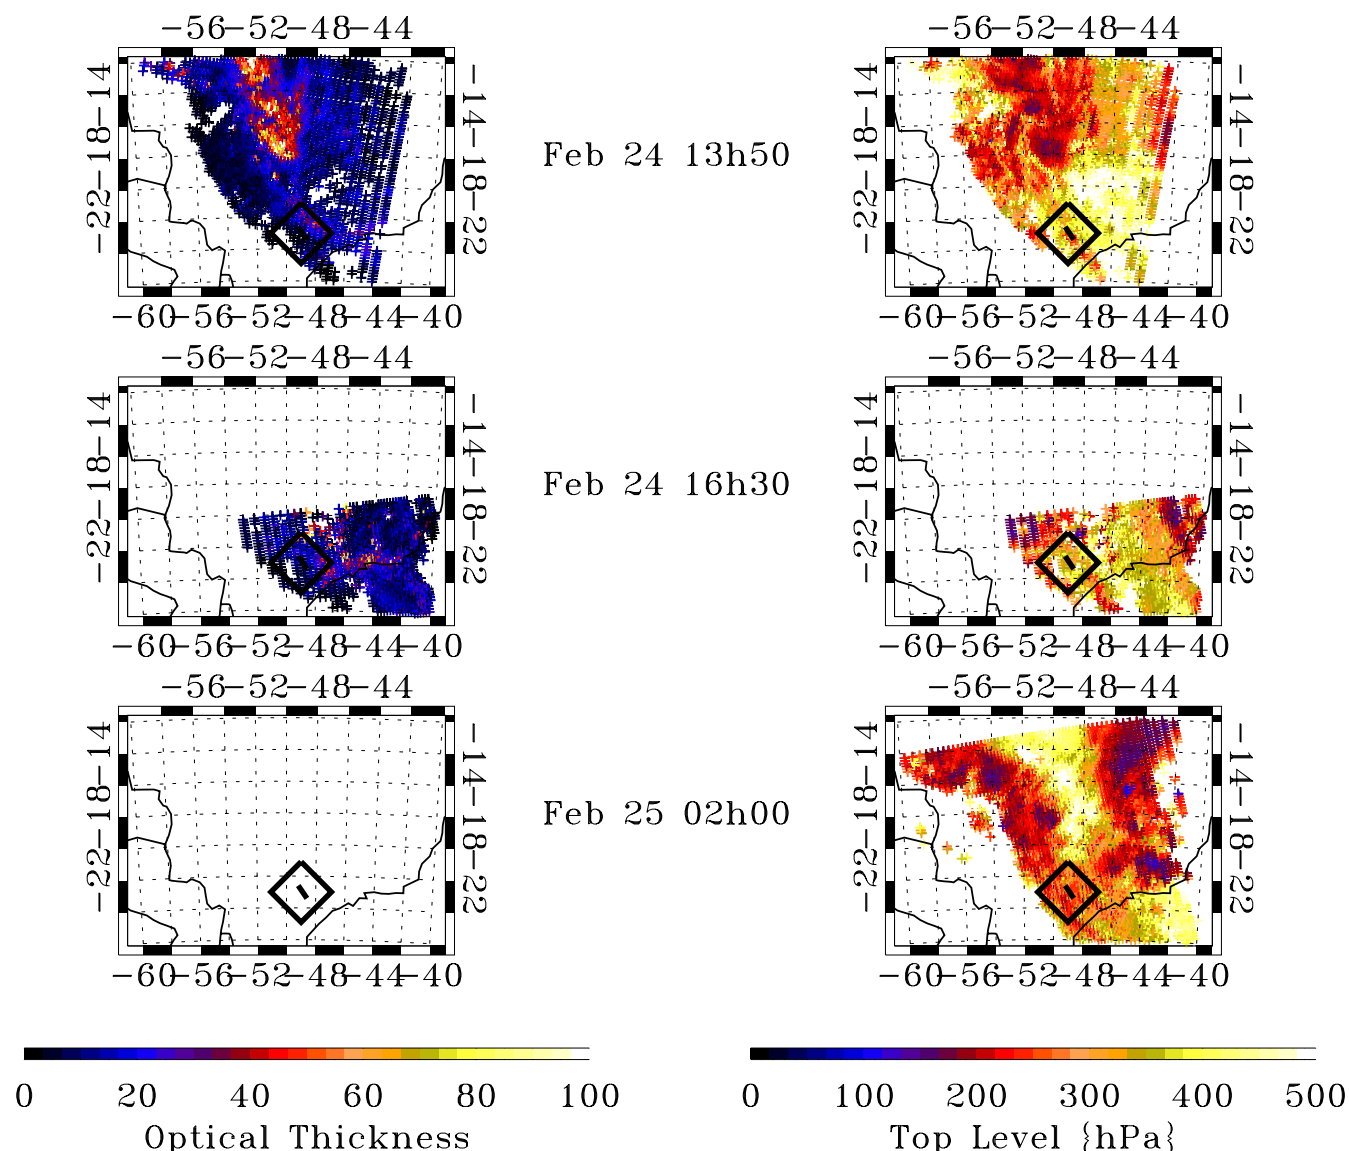 −56−52−48−44 −56−52−48−44
−14 −18 −22 −14 −18 −22 Feb 24 13h50 −14 −18 −22 −14 −18 −22
−60−56−52−48−44−40 −60−56−52−48−44−40
−56−52−48−44 −56−52−48−44
−14 −18 −22 −14 −18 −22 Feb 24 16h30 −14 −18 −22 −14 −18 −22
−60−56−52−48−44−40 −60−56−52−48−44−40
−56−52−48−44 −56−52−48−44
−14 −18 −22 −14 −18 −22 Feb 25 02h00 −14 −18 −22 −14 −18 −22
−60−56−52−48−44−40 −60−56−52−48−44−40
0 20 40 60 80 100 0 100 200 300 400 500
Optical Thickness Top Level }hPa}